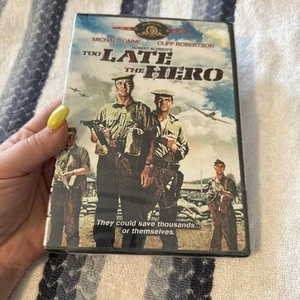 MICHAEL CAINE CLIFF ROBERTSON
ROBERT ALDRICH'S
TOO LATE
THE HERO
They could save thousands...
or themselves.